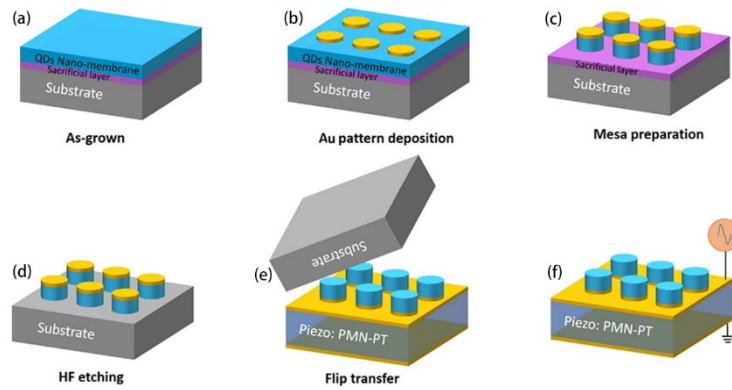 (a)
QDs Nano-membrane
Sacrificial layer
Substrate
As-grown
(b)
QDs Nano-membrane
Sacrificial layer
Substrate
Au pattern deposition
(c)
Sacrificial layer
Substrate
Mesa preparation
(d)
Substrate
HF etching
(e)
Substrate
Piezo: PMN-PT
Flip transfer
(f)
Piezo: PMN-PT